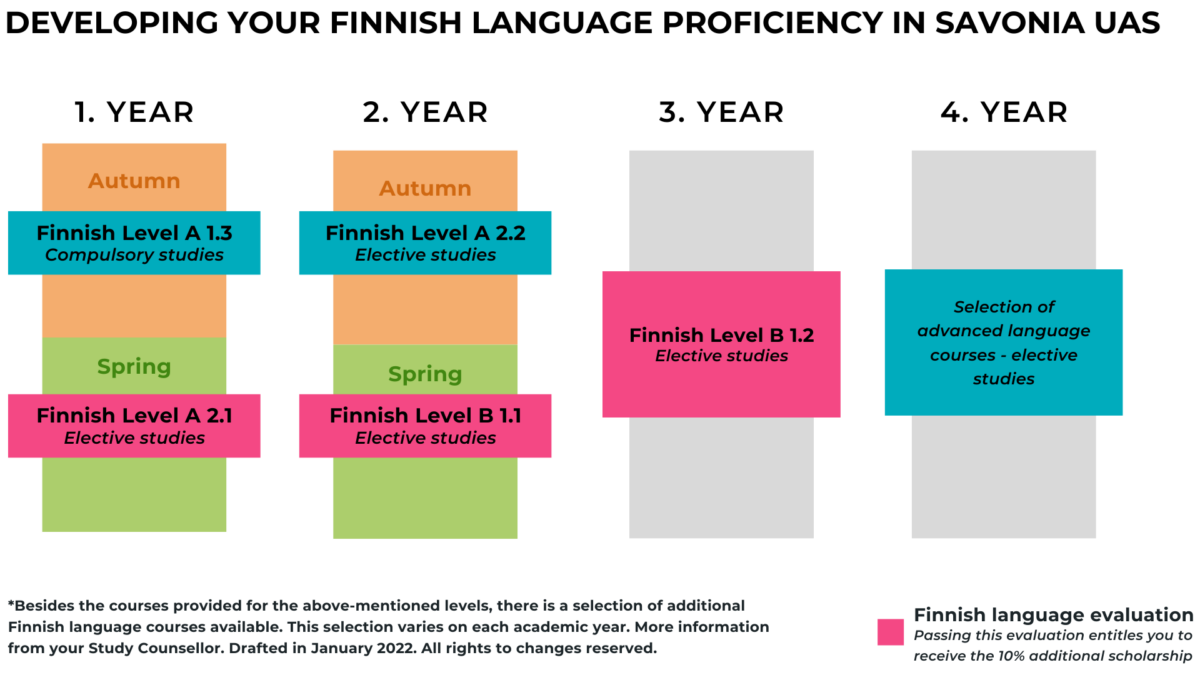 DEVELOPING YOUR FINNISH LANGUAGE PROFICIENCY IN SAVONIA UAS
1. YEAR
Autumn
Finnish Level A 1.3
Compulsory studies
Spring
Finnish Level A 2.1
Elective studies
2. YEAR
Autumn
Finnish Level A 2.2
Elective studies
Spring
Finnish Level B 1.1
Elective studies
3. YEAR
Finnish Level B 1.2
Elective studies
4. YEAR
Selection of
advanced language
courses - elective
studies
*Besides the courses provided for the above-mentioned levels, there is a selection of additional
Finnish language courses available. This selection varies on each academic year. More information
from your Study Counsellor. Drafted in January 2022. All rights to changes reserved.
Finnish language evaluation
Passing this evaluation entitles you to
receive the 10% additional scholarship